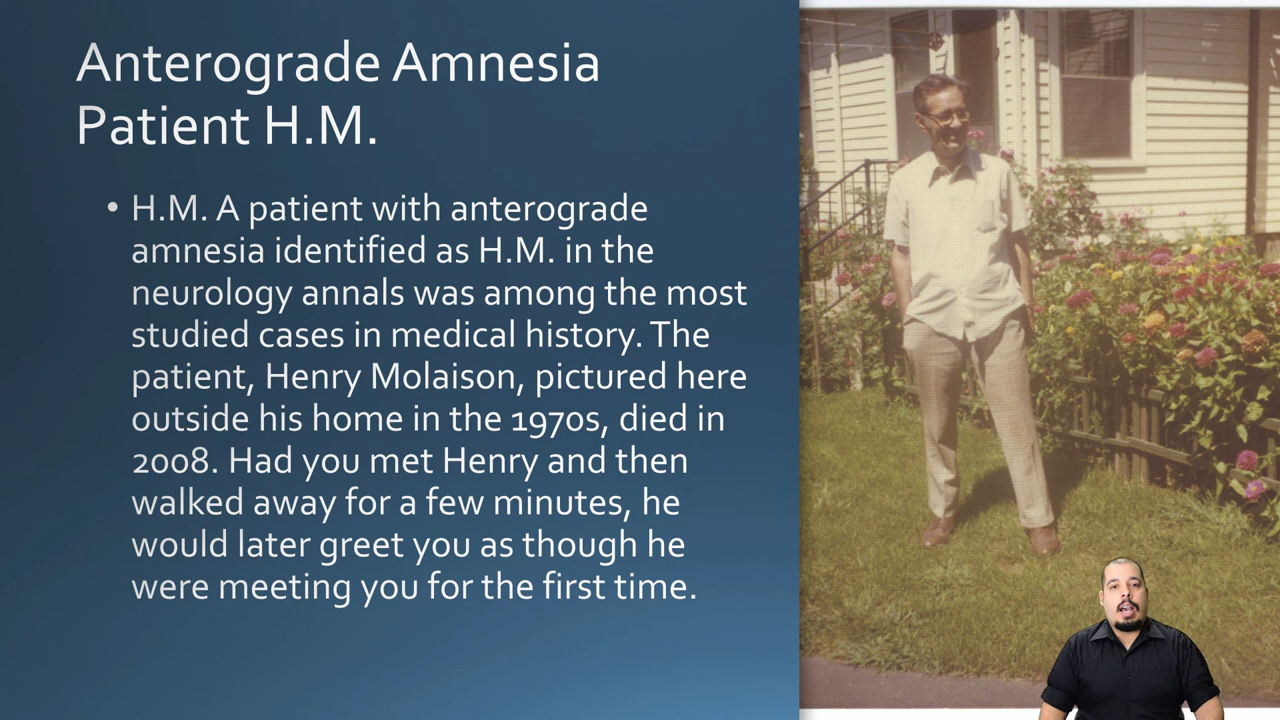 Anterograde Amnesia
Patient H.M.
• H.M. A patient with anterograde
amnesia identified as H.M. in the
neurology annals was among the most
studied cases in medical history. The
patient, Henry Molaison, pictured here
outside his home in the 1970s, died in
2008. Had you met Henry and then
walked away for a few minutes, he
would later greet you as though he
were meeting you for the first time.